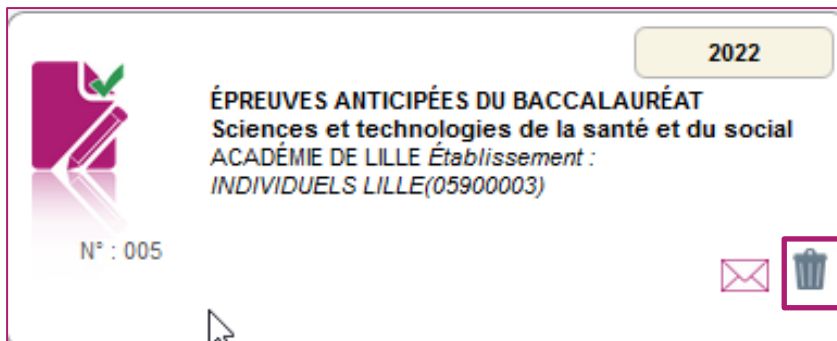 2022
ÉPREUVES ANTICIPÉES DU BACCALAURÉAT
Sciences et technologies de la santé et du social
ACADÉMIE DE LILLE Établissement :
INDIVIDUELS LILLE(05900003)
N° : 005